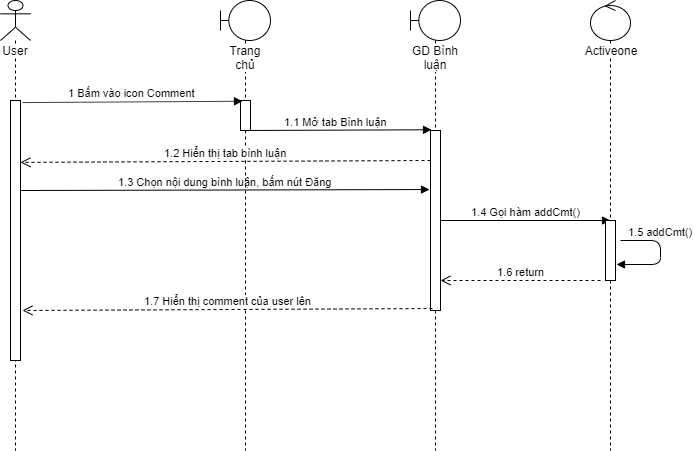 User
Trang
chủ
GD Bình
luận
Activeone
1 Bấm vào icon Comment
1.1 Mở tab Bình luận
1.2 Hiển thị tab bình luận
1.3 Chọn nội dung bình luận, bấm nút Đăng
1.4 Gọi hàm addCmt()
1.5 addCmt()
1.6 return
1.7 Hiển thị comment của user lên